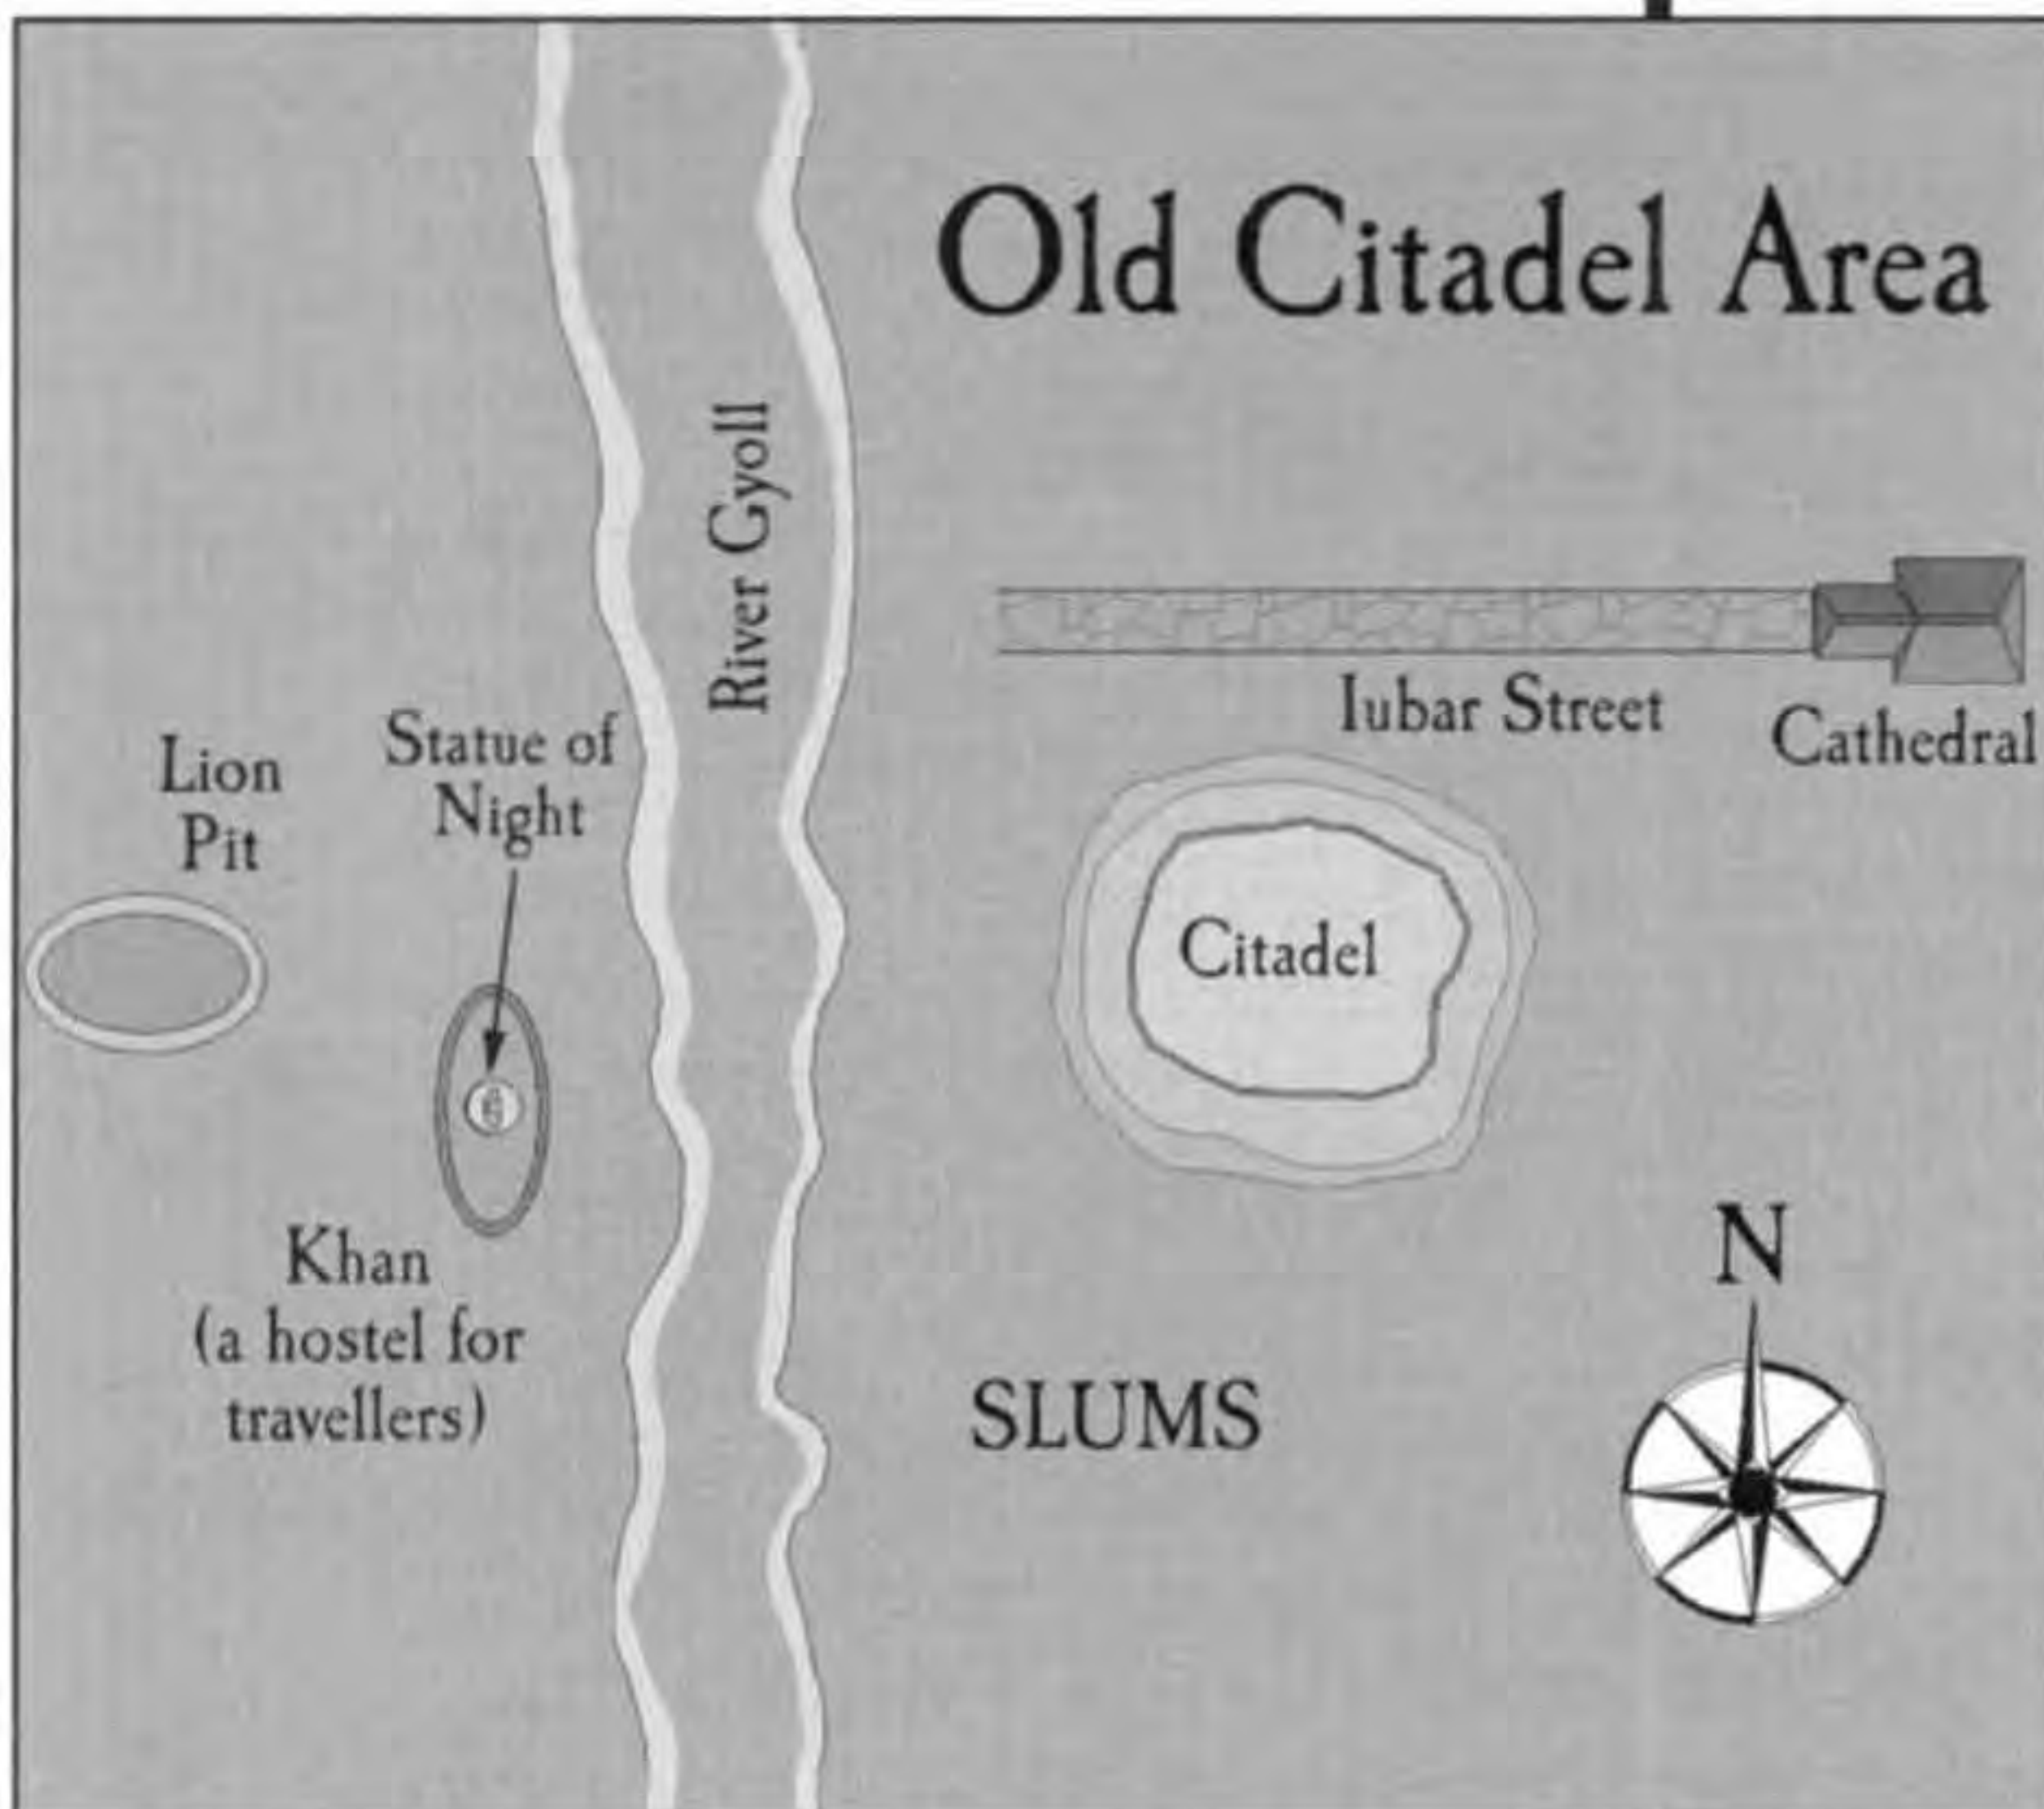 Old Citadel Area
River Gyoll
Iubar Street
Cathedral
Lion
Pit
Statue of
Night
Citadel
Khan
(a hostel for
travellers)
SLUMS
N